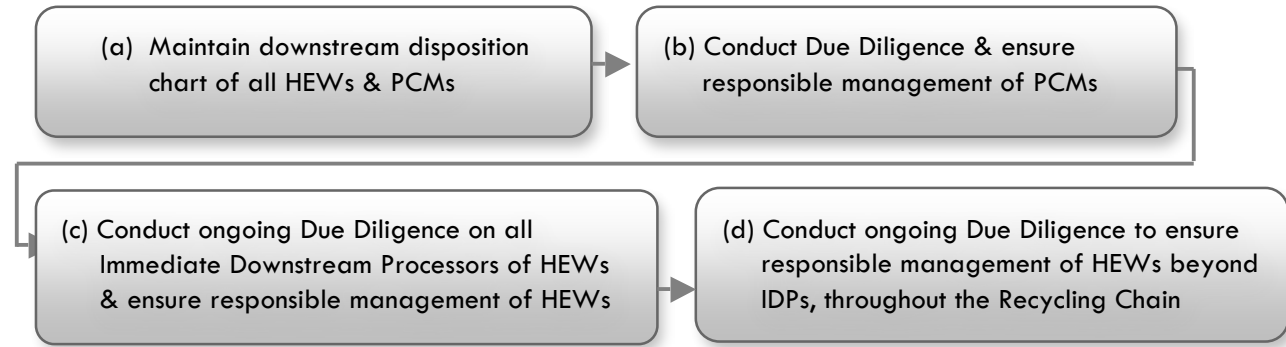 (a) Maintain downstream disposition
chart of all HEWs & PCMs
(b) Conduct Due Diligence & ensure
responsible management of PCMs
(c) Conduct ongoing Due Diligence on all
Immediate Downstream Processors of HEWs
& ensure responsible management of HEWs
(d) Conduct ongoing Due Diligence to ensure
responsible management of HEWs beyond
IDPs, throughout the Recycling Chain